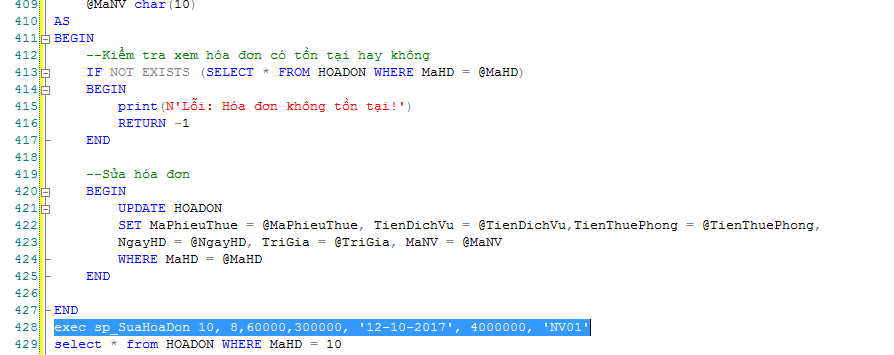 409 @MaNV char(10)
410 AS
411 BEGIN
412 --Kiểm tra xem hóa đơn có tồn tại hay không
413 IF NOT EXISTS (SELECT * FROM HOADON WHERE MaHD = @MaHD)
414 BEGIN
415 print(N'Lỗi: Hóa đơn không tồn tại!')
416 RETURN -1
417 END
418
419 --Sửa hóa đơn
420 BEGIN
421 UPDATE HOADON
422 SET MaPhieuThue = @MaPhieuThue, TienDichVu = @TienDichVu,TienThuePhong = @TienThuePhong,
423 NgayHD = @NgayHD, TriGia = @TriGia, MaNV = @MaNV
424 WHERE MaHD = @MaHD
425 END
426
427 END
428 exec sp_SuaHoaDon 10, 8,60000,300000, '12-10-2017', 4000000, 'NV01'
429 select * from HOADON WHERE MaHD = 10